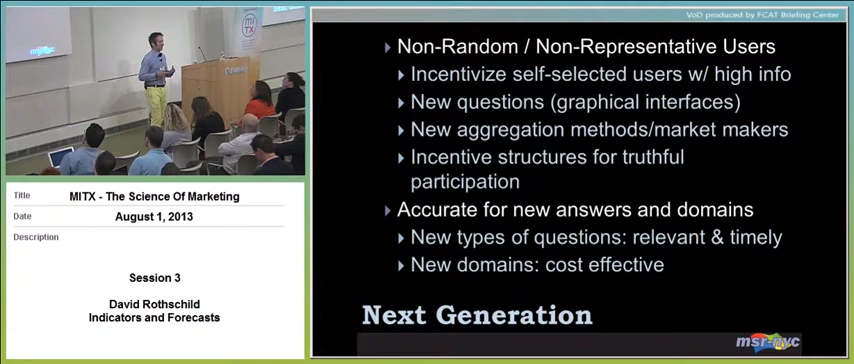 VoD produced by FCAT Briefing Center
MITX
msr-nyc
Non-Random / Non-Representative Users
Incentivize self-selected users w/ high info
New questions (graphical interfaces)
New aggregation methods/market makers
Incentive structures for truthful
participation
Accurate for new answers and domains
New types of questions: relevant & timely
New domains: cost effective
Next Generation
msr-nyc
Title MITX - The Science Of Marketing
Date August 1, 2013
Description
Session 3
David Rothschild
Indicators and Forecasts